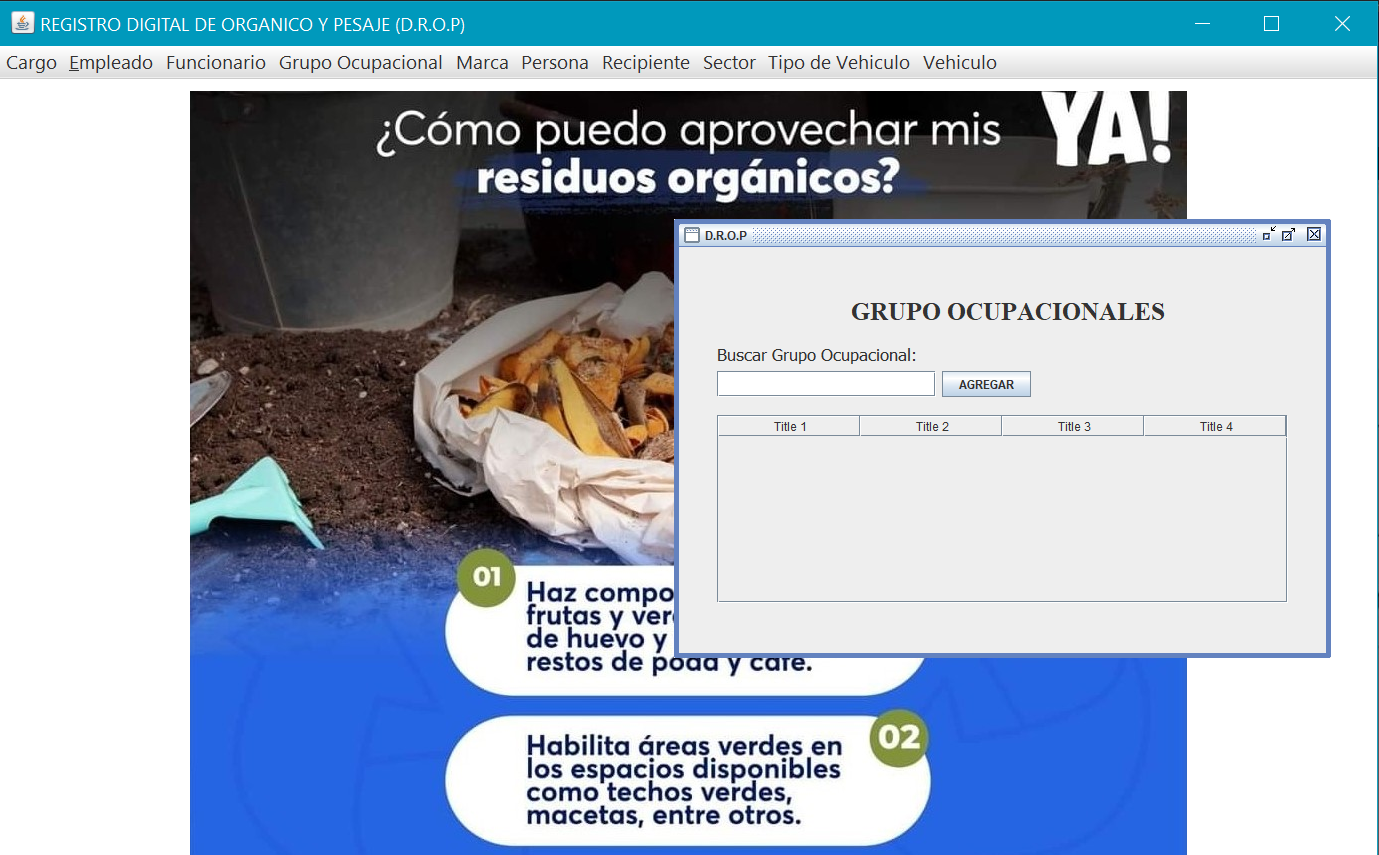 REGISTRO DIGITAL DE ORGANICO Y PESAJE (D.R.O.P)
Cargo Empleado Funcionario Grupo Ocupacional Marca Persona Recipiente Sector Tipo de Vehiculo Vehiculo
¿Cómo puedo aprovechar mis
residuos orgánicos?
YA!
D.R.O.P
GRUPO OCUPACIONALES
Buscar Grupo Ocupacional:
AGREGAR
Title 1 Title 2 Title 3 Title 4
01
Haz compo
frutas y ver
de huevo y
restos de poda y café.
02
Habilita áreas verdes en
los espacios disponibles
como techos verdes,
macetas, entre otros.